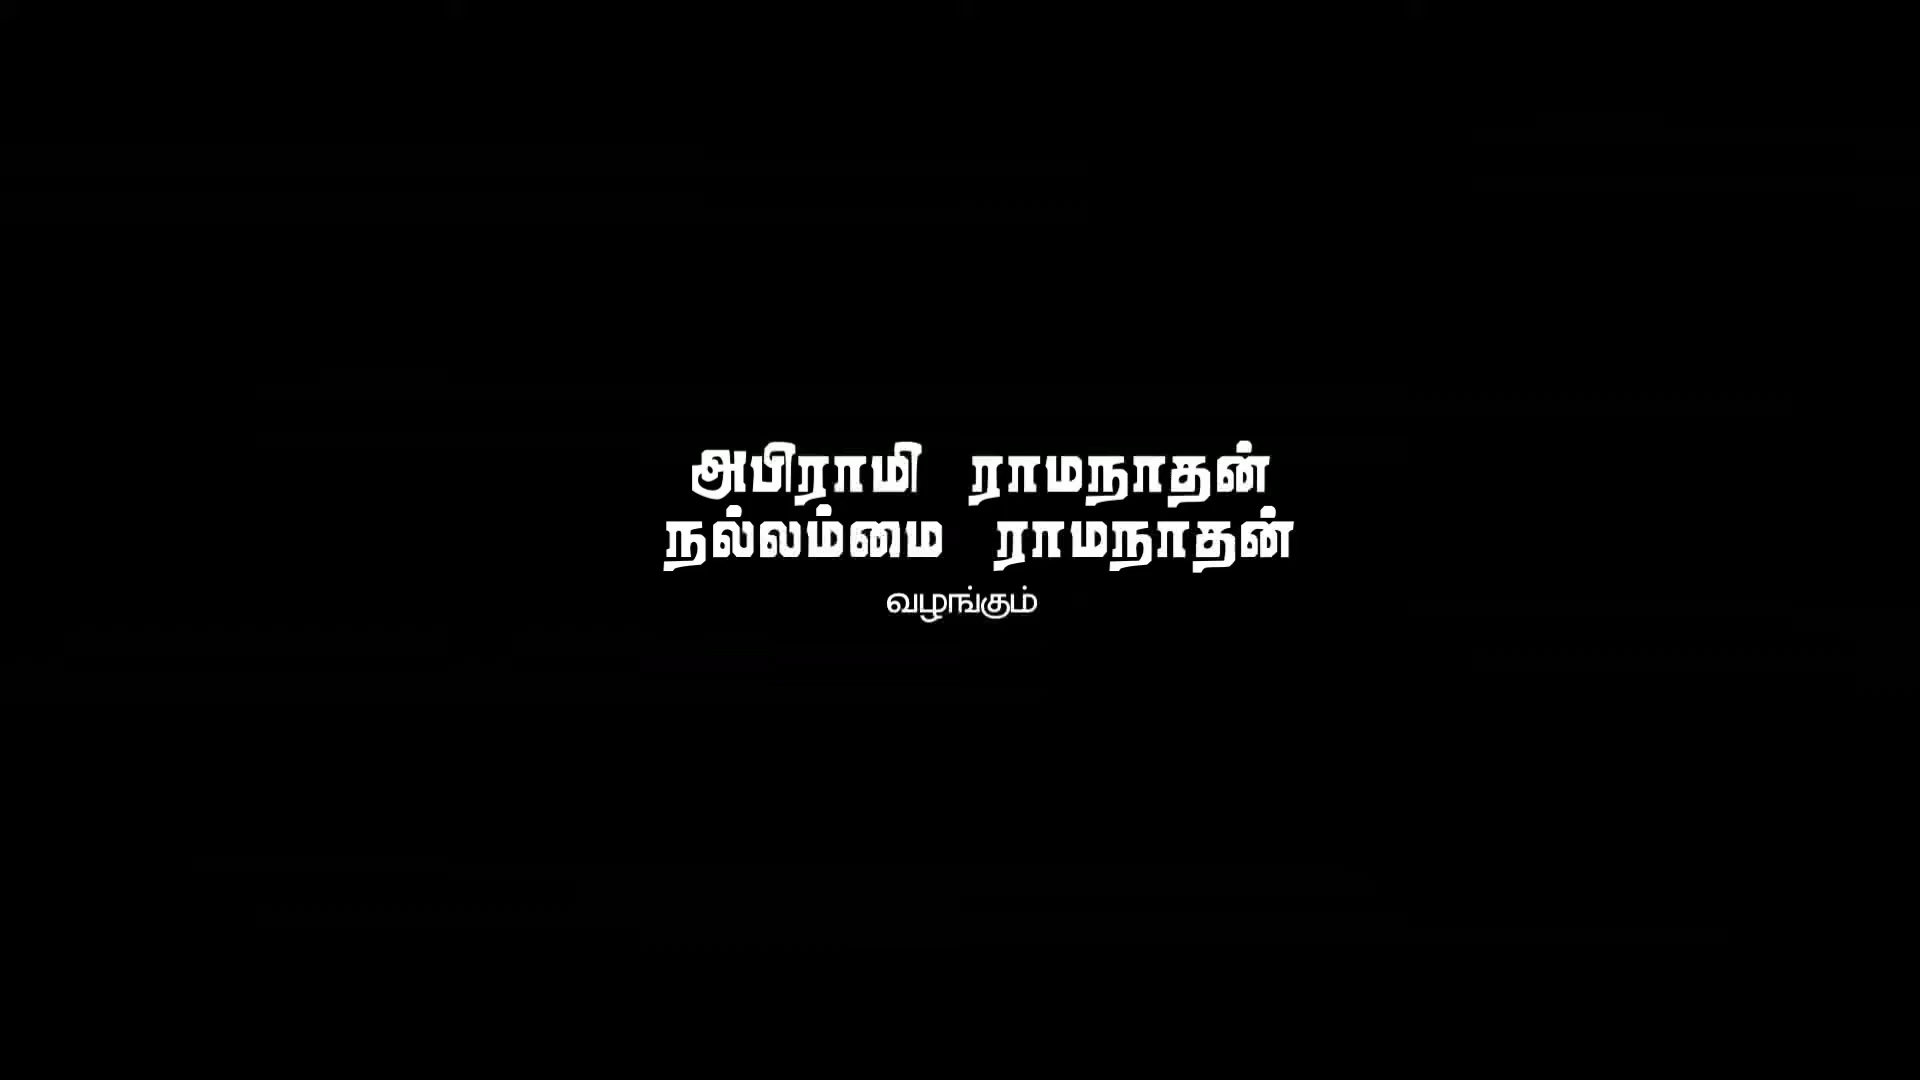 அபிராமி ராமநாதன்
நல்லம்மை ராமநாதன்
வழங்கும்